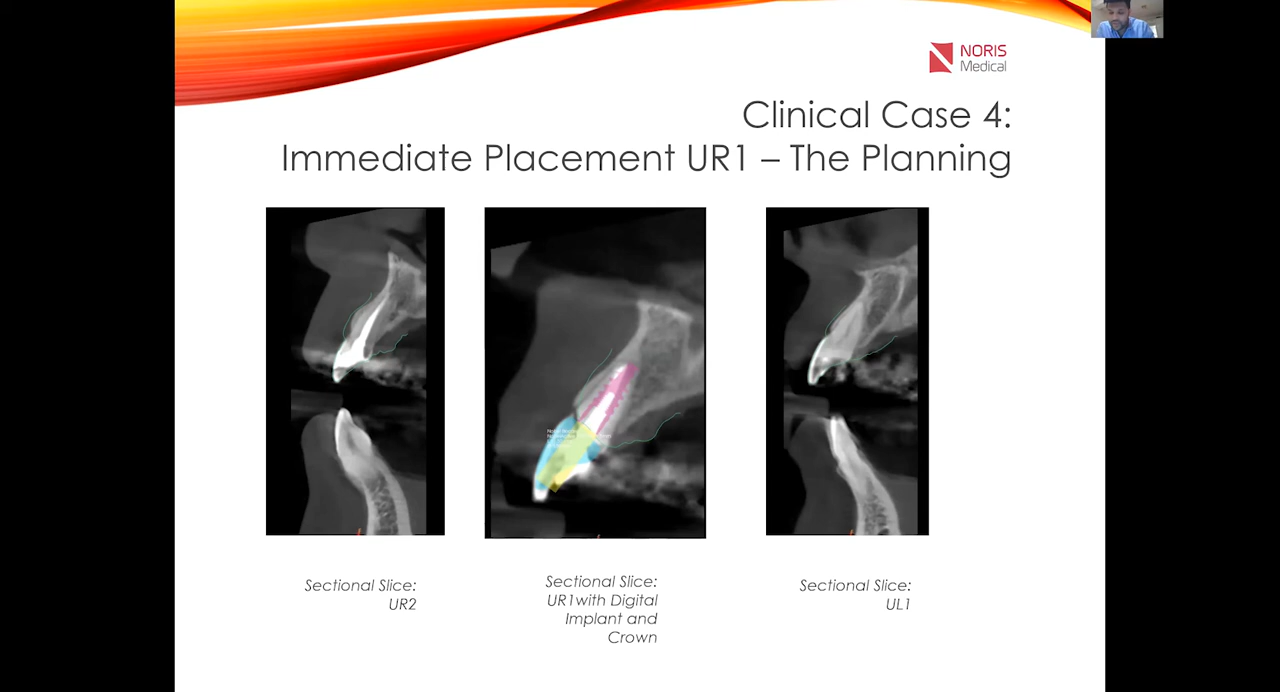 NORIS
Medical
Clinical Case 4:
Immediate Placement UR1 – The Planning
Sectional Slice:
UR2
Sectional Slice:
UR1with Digital
Implant and
Crown
Sectional Slice:
UL1